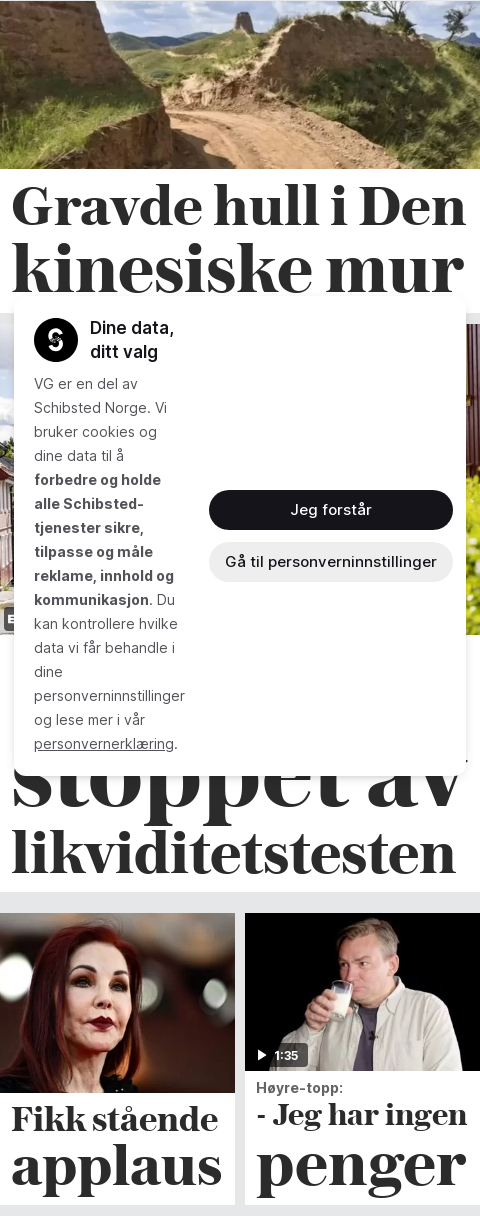 Gravde hull i Den
kinesiske mur
Dine data,
ditt valg
VG er en del av
Schibsted Norge. Vi
bruker cookies og
dine data til å
forbedre og holde
alle Schibsted-
tjenester sikre,
tilpasse og måle
reklame, innhold og
kommunikasjon. Du
kan kontrollere hvilke
data vi får behandle i
dine
personverninnstillinger
og lese mer i vår
personvernerklæring.
Jeg forstår
Gå til personverninnstillinger
stoppet av
likviditetstesten
Fikk stående
applaus
1:35
Høyre-topp:
- Jeg har ingen
penger